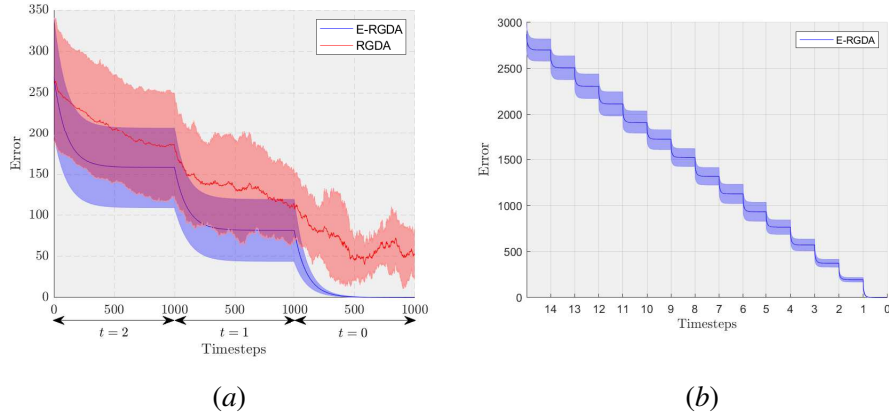 350
300
250
200
150
100
50
0
Error
E-RGDA
RGDA
0 500 1000 500 1000 500 1000
t = 2 t = 1 t = 0
Timesteps
(a)
3000
2500
2000
1500
1000
500
0
Error
E-RGDA
14 13 12 11 10 9 8 7 6 5 4 3 2 1 0
Timesteps
(b)